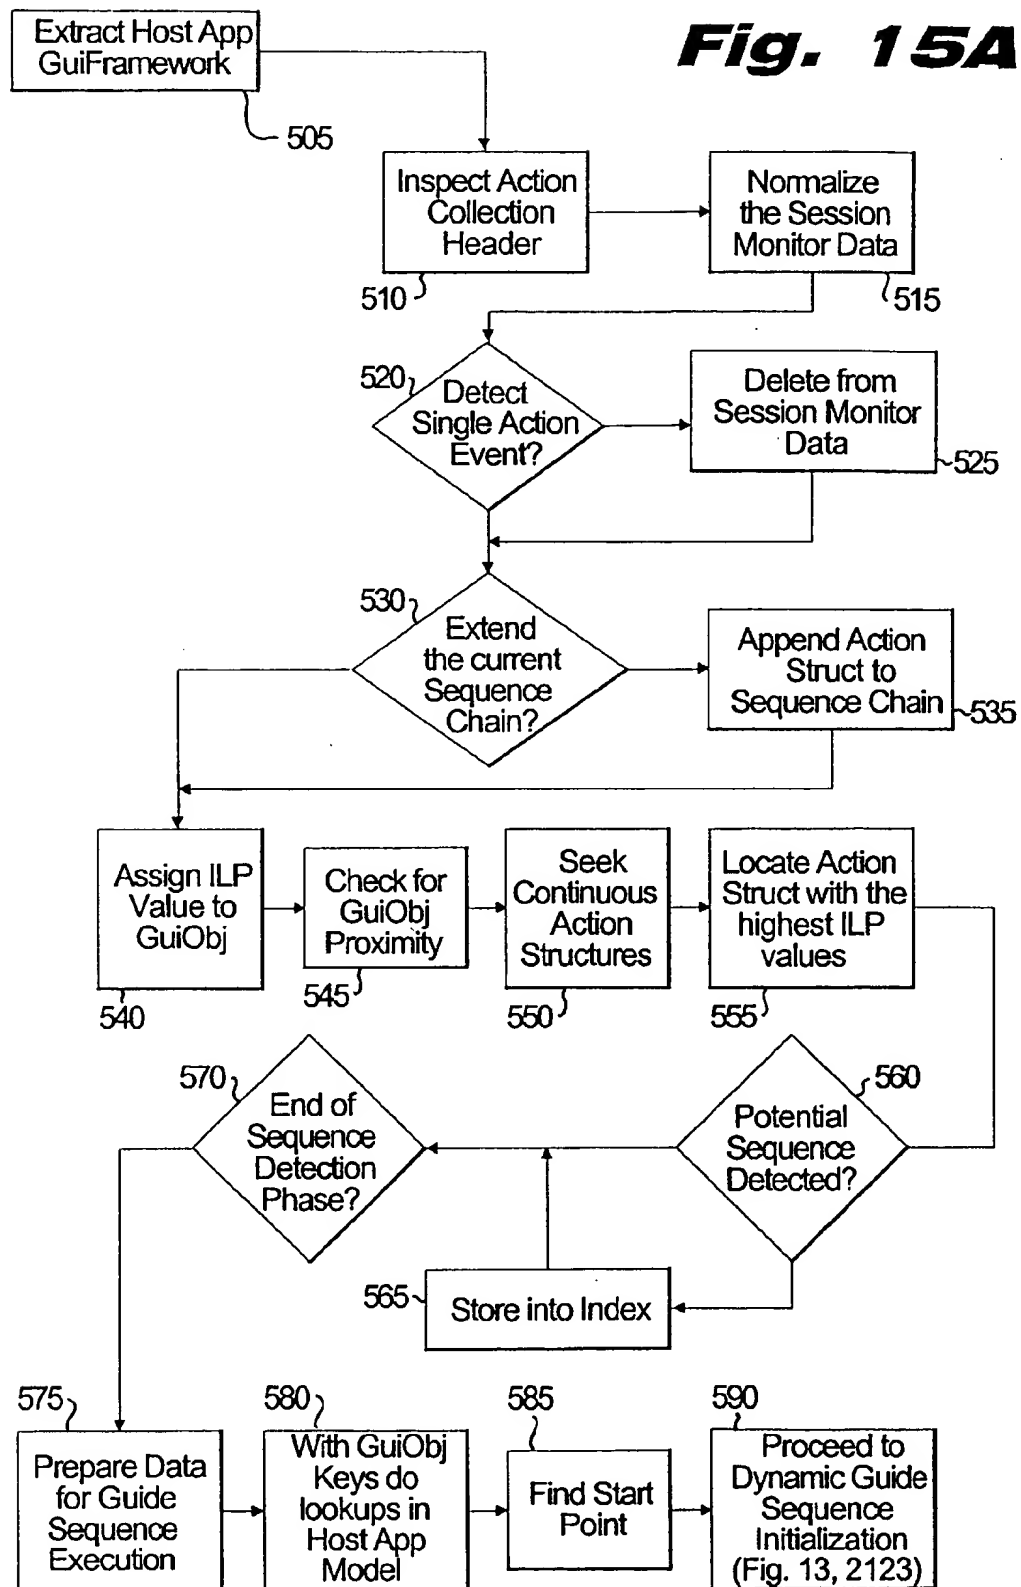 Fig. 15A
Extract Host App
GuiFramework
505
Inspect Action
Collection
Header
510
Normalize
the Session
Monitor Data
515
520
Detect
Single Action
Event?
Delete from
Session Monitor
Data
525
530
Extend
the current
Sequence
Chain?
Append Action
Struct to
Sequence Chain
535
Assign ILP
Value to
GuiObj
540
Check for
GuiObj
Proximity
545
Seek
Continuous
Action
Structures
550
Locate Action
Struct with the
highest ILP
values
555
560
Potential
Sequence
Detected?
565
Store into Index
570
End of
Sequence
Detection
Phase?
575
Prepare Data
for Guide
Sequence
Execution
580
With GuiObj
Keys do
lookups in
Host App
Model
585
Find Start
Point
590
Proceed to
Dynamic Guide
Sequence
Initialization
(Fig. 13, 2123)